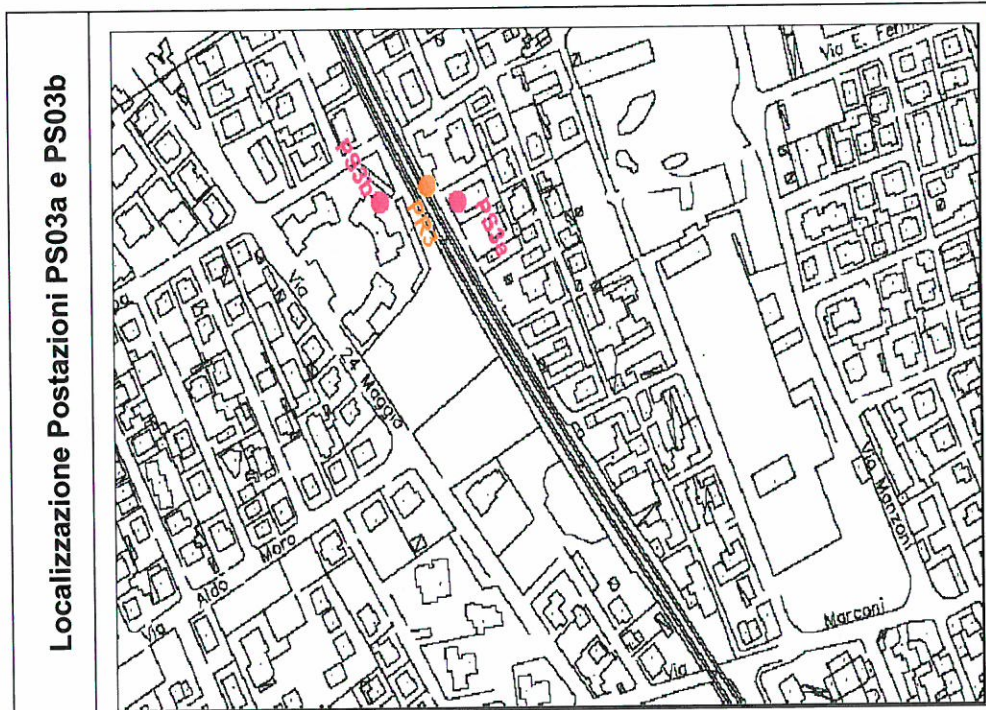 Localizzazione Postazioni PS03a e PS03b
Via E. Fermi
PS3b
PR3
PS3a
Via
24 Maggio
Via
Aldo
Moro
Via Manzoni
Via
Marconi